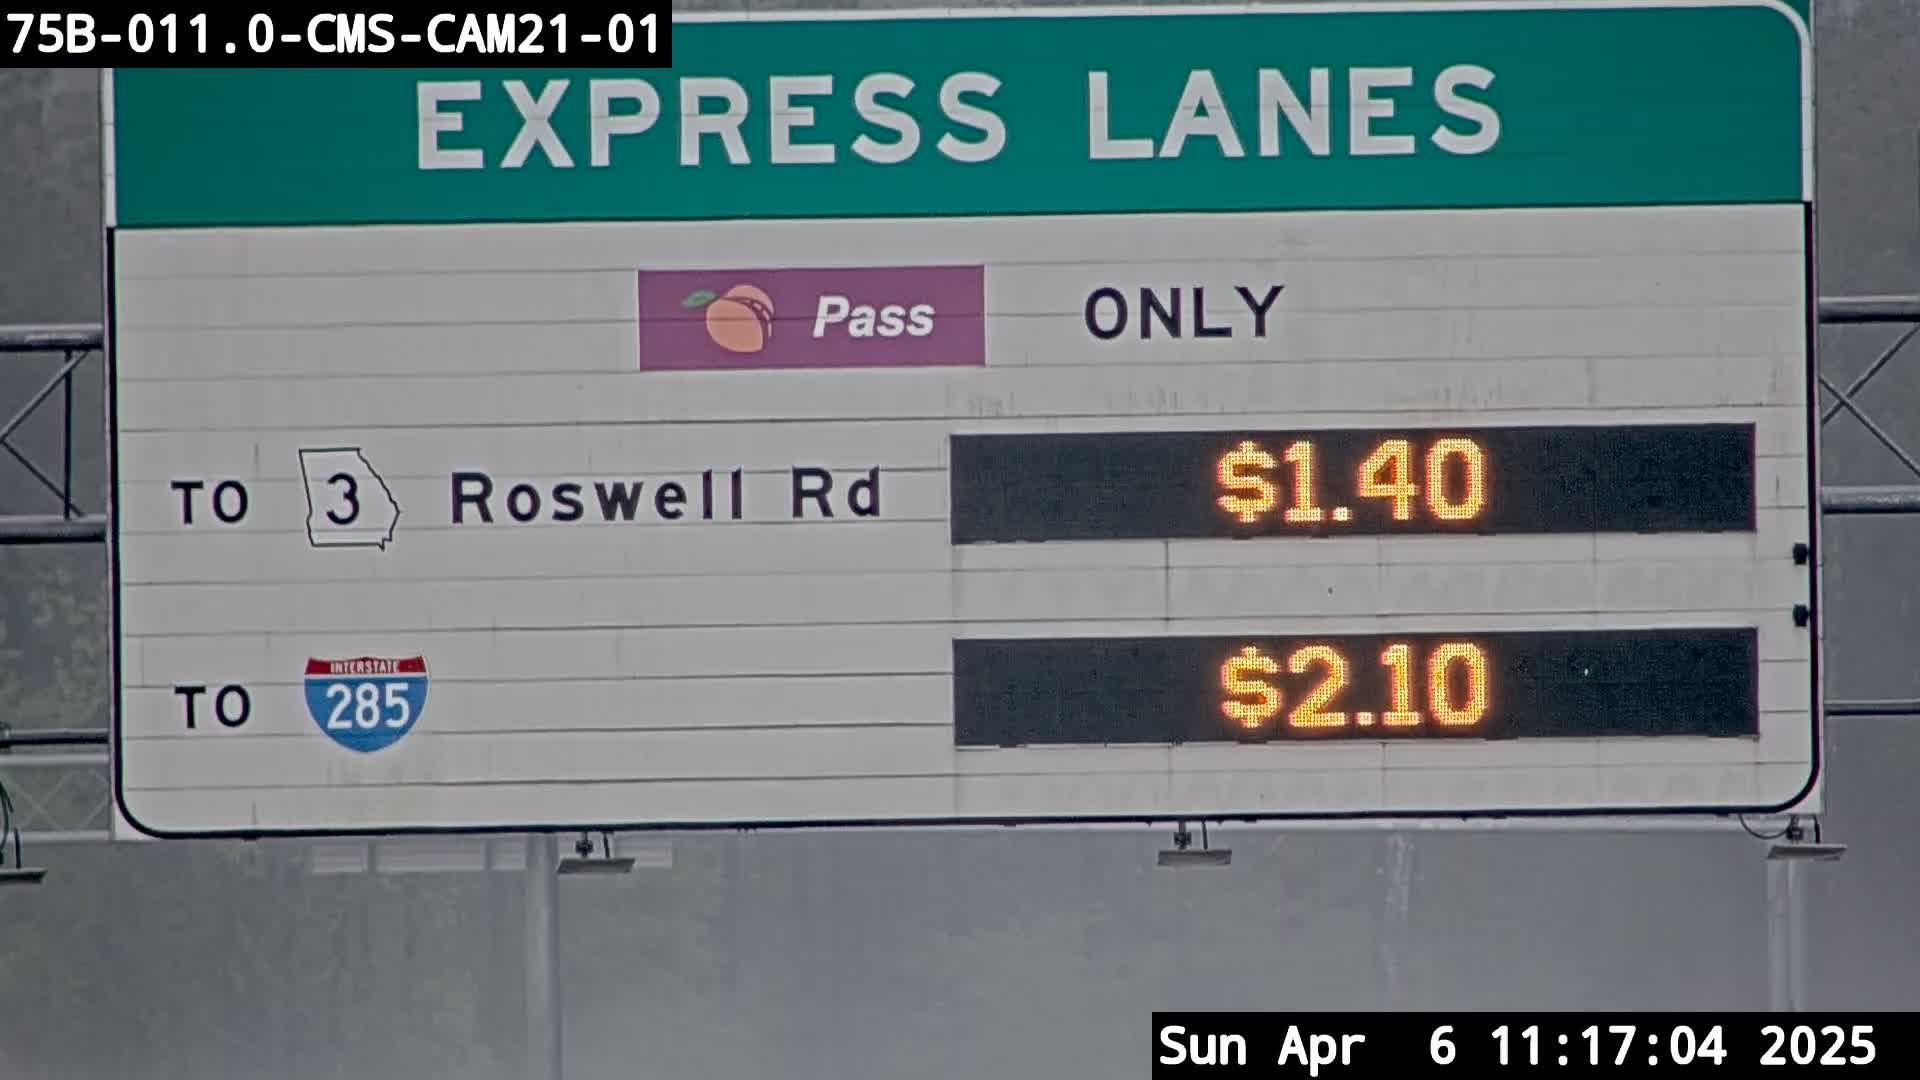 75B-011.0-CMS-CAM21-01
EXPRESS LANES
Pass ONLY
TO 3 Roswell Rd $1.40
TO INTERSTATE 285 $2.10
Sun Apr 6 11:17:04 2025